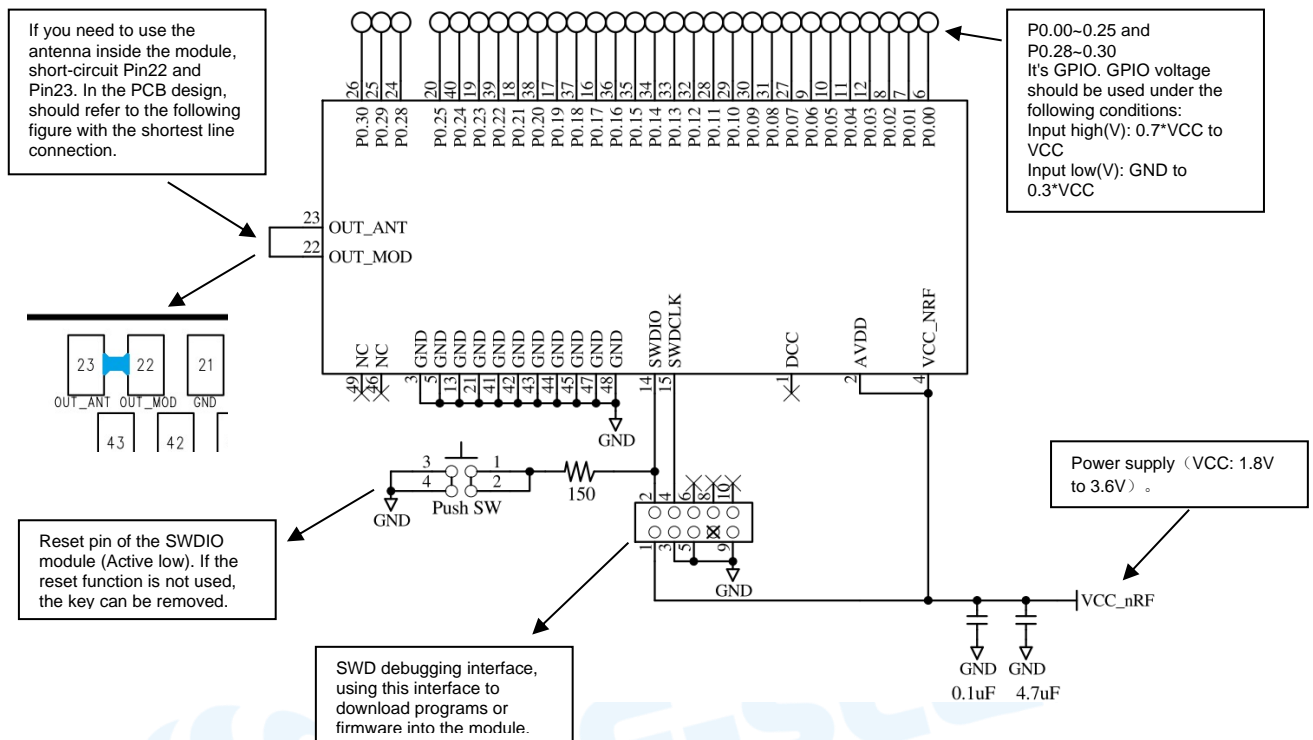 If you need to use the
antenna inside the module,
short-circuit Pin22 and
Pin23. In the PCB design,
should refer to the following
figure with the shortest line
connection.
P0.00~0.25 and
P0.28~0.30
It's GPIO. GPIO voltage
should be used under the
following conditions:
Input high(V): 0.7*VCC to
VCC
Input low(V): GND to
0.3*VCC
26 25 24 20 40 19 39 18 38 17 37 16 36 35 34 33 32 28 29 30 31 27 9 10 11 12 8 7 6
P0.30 P0.29 P0.28 P0.25 P0.24 P0.23 P0.22 P0.21 P0.20 P0.19 P0.18 P0.17 P0.16 P0.15 P0.14 P0.13 P0.12 P0.11 P0.10 P0.09 P0.08 P0.07 P0.06 P0.05 P0.04 P0.03 P0.02 P0.01 P0.00
23 OUT_ANT
22 OUT_MOD
NC NC GND GND GND GND GND GND GND GND GND GND GND SWDIO SWDCLK DCC AVDD VCC_NRF
49 46 3 5 13 21 41 42 43 44 45 47 48 14 15 1 2 4
23 22 21
OUT_ANT OUT_MOD GND
43 42
GND
3 1
4 2
Push SW
150
GND
2 4 6 8 10
1 3 5 9
GND
Reset pin of the SWDIO
module (Active low). If the
reset function is not used,
the key can be removed.
Power supply（VCC: 1.8V
to 3.6V）。
VCC_nRF
GND GND
0.1uF 4.7uF
SWD debugging interface,
using this interface to
download programs or
firmware into the module.